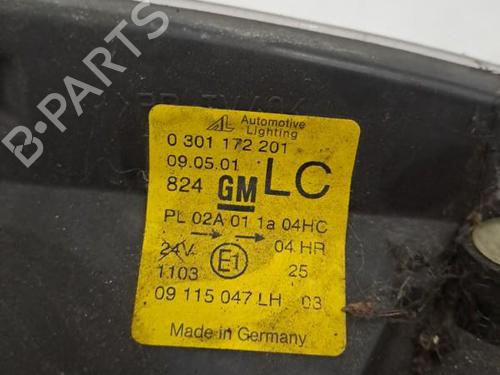 AL Automotive
Lighting
0 301 172 201
09.05.01
824 GM LC
PL 02A 01 1a 04HC
24V E1 04 HR
1103 25
09 115 047 LH 03
Made in Germany
B-PARTS